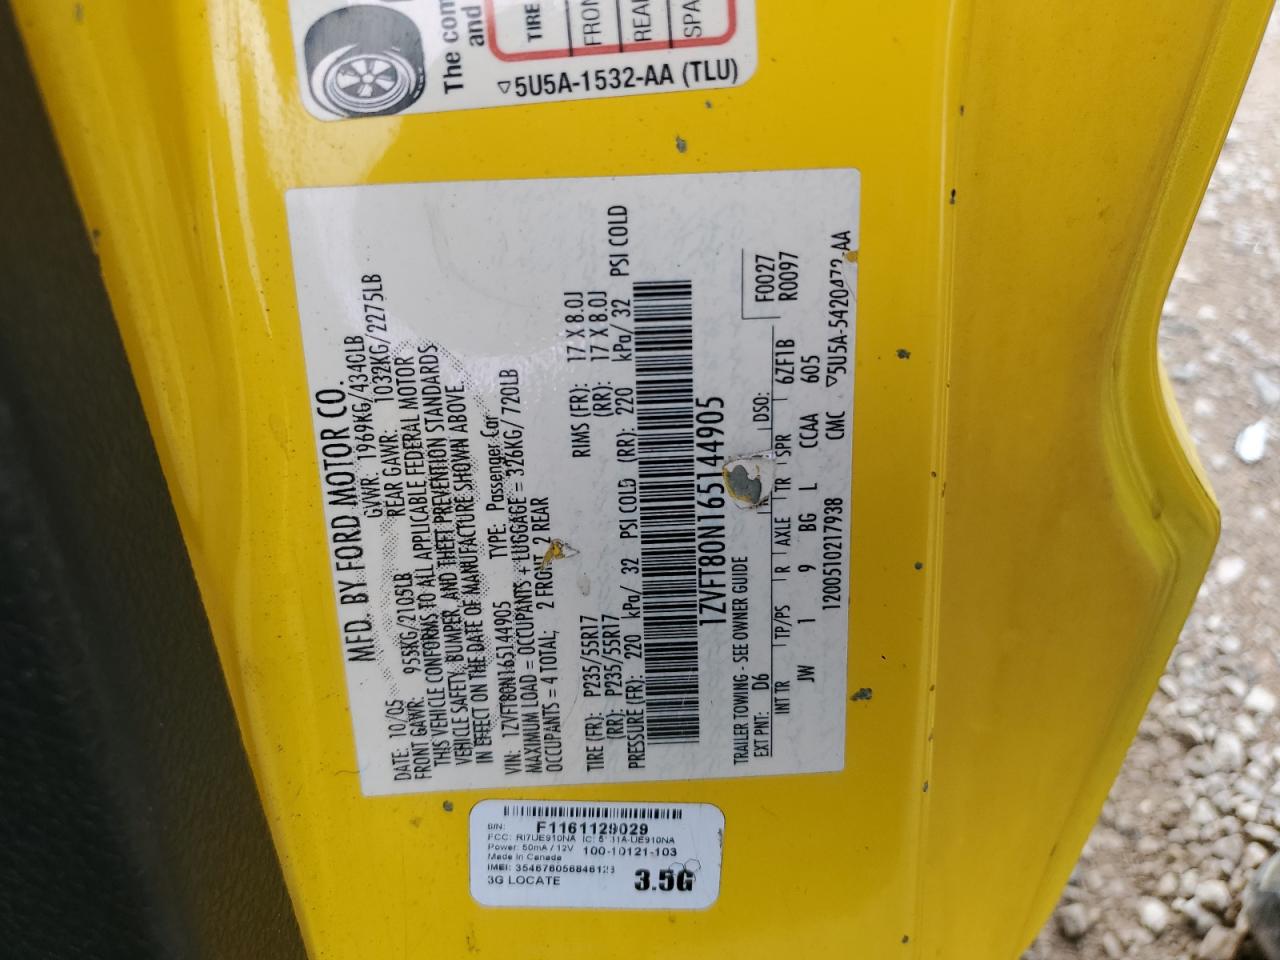 The com
and
TIRE
FRON
REAR
SPA
▽5U5A-1532-AA (TLU)
MFD. BY FORD MOTOR CO.
DATE: 10/05 GVWR: 1969KG/4340LB
FRONT GAWR: 955KG/2105LB REAR GAWR: 1032KG/2275LB
THIS VEHICLE CONFORMS TO ALL APPLICABLE FEDERAL MOTOR
VEHICLE SAFETY, BUMPER, AND THEFT PREVENTION STANDARDS
IN EFFECT ON THE DATE OF MANUFACTURE SHOWN ABOVE.
VIN: 1ZVFT80N165144905 TYPE: Passenger Car
MAXIMUM LOAD = OCCUPANTS + LUGGAGE = 326KG/ 720LB
OCCUPANTS = 4 TOTAL; 2 FRONT 2 REAR
TIRE (FR): P235/55R17 RIMS (FR): 17 X 8.0J
(RR): P235/55R17 (RR): 17 X 8.0J
PRESSURE (FR): 220 kPa/ 32 PSI COLD (RR): 220 kPa/ 32 PSI COLD
1ZVFT80N165144905
TRAILER TOWING - SEE OWNER GUIDE
EXT PNT: D6 DSO: F0027
R0097
INT TR TP/PS R AXLE TR SPR 6ZF1B
JW 1 9 BG L CCAA 605
1200510217938 CMC ▽5U5A-5420472-AA
S/N: F1161129029
FCC: RI7UE910NA IC: 5131A-UE910NA
Power: 50mA / 12V 100-10121-103
Made in Canada
IMEI: 354676056846123
3G LOCATE 3.5G